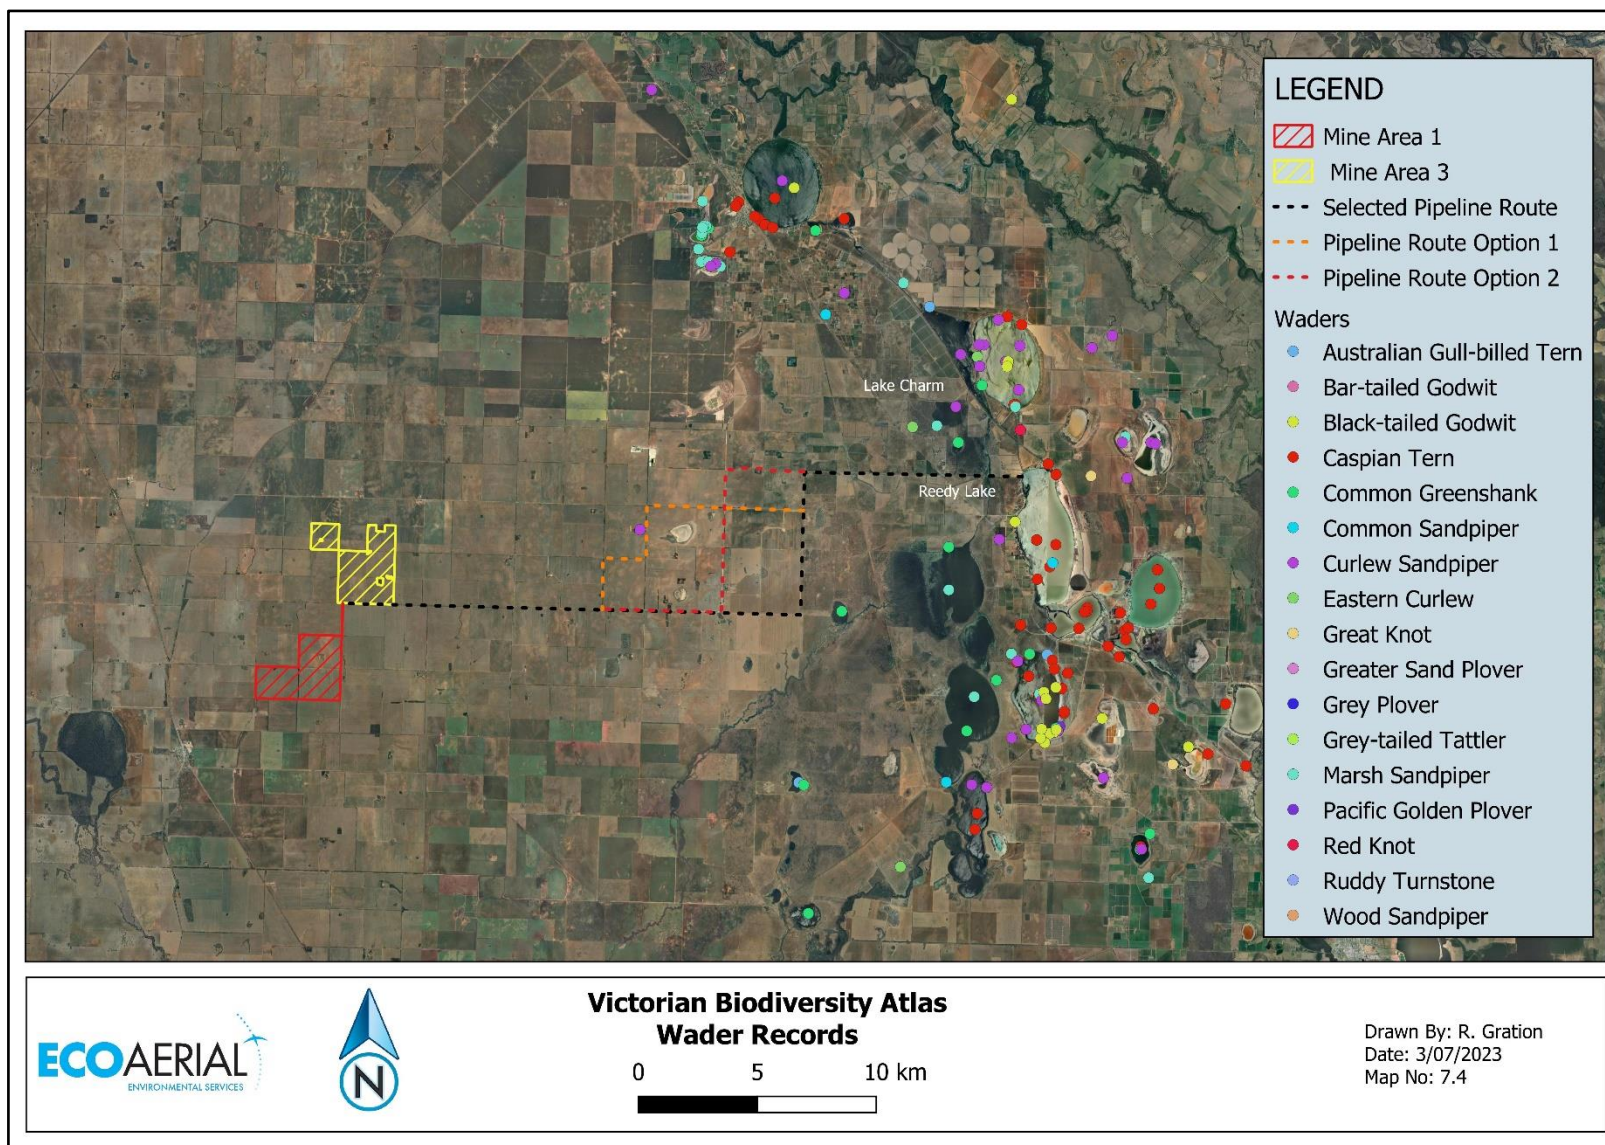 LEGEND
Mine Area 1
Mine Area 3
Selected Pipeline Route
Pipeline Route Option 1
Pipeline Route Option 2
Waders
Australian Gull-billed Tern
Bar-tailed Godwit
Black-tailed Godwit
Caspian Tern
Common Greenshank
Common Sandpiper
Curlew Sandpiper
Eastern Curlew
Great Knot
Greater Sand Plover
Grey Plover
Grey-tailed Tattler
Marsh Sandpiper
Pacific Golden Plover
Red Knot
Ruddy Turnstone
Wood Sandpiper
Lake Charm
Reedy Lake
ECOAERIAL
ENVIRONMENTAL SERVICES
N
Victorian Biodiversity Atlas
Wader Records
0 5 10 km
Drawn By: R. Gration
Date: 3/07/2023
Map No: 7.4